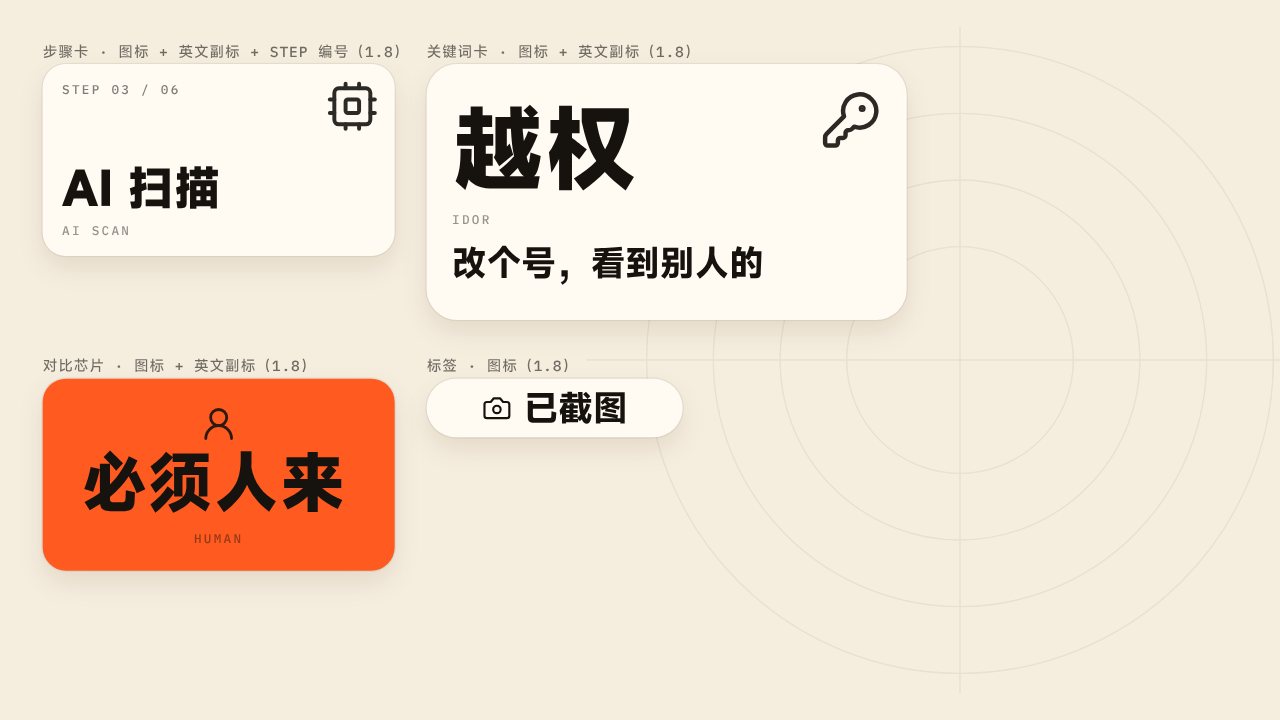 步骤卡 · 图标 + 英文副标 + STEP 编号 (1.8)
STEP 03 / 06
AI 扫描
AI SCAN
关键词卡 · 图标 + 英文副标 (1.8)
越权
IDOR
改个号，看到别人的
对比芯片 · 图标 + 英文副标 (1.8)
必须人来
HUMAN
标签 · 图标 (1.8)
已截图